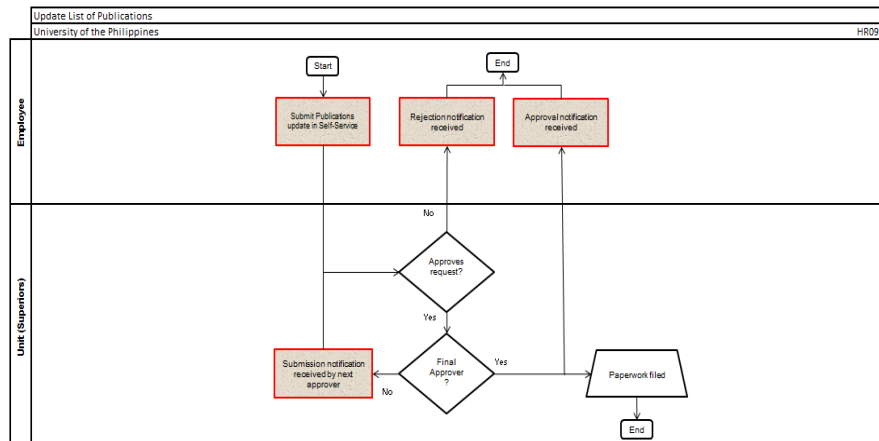 Update List of Publications
University of the Philippines
HR09
Employee
Start
End
Submit Publications
update in Self-Service
Rejection notification
received
Approval notification
received
Unit (Superiors)
No
Approves
request?
Yes
Submission notification
received by next
approver
No
Final
Approver
?
Yes
Paperwork filed
End